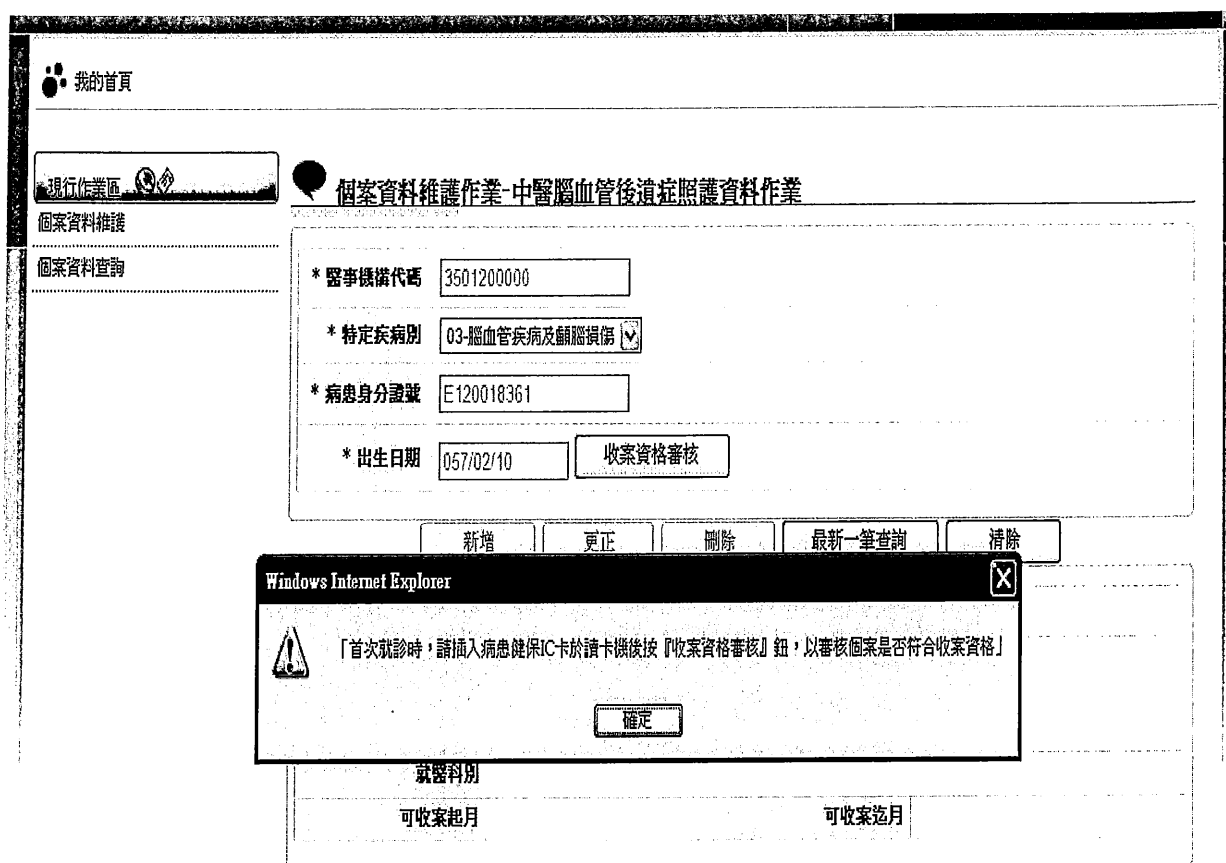 我的首頁
現行作業區
個案資料維護
個案資料查詢
個案資料維護作業-中醫腦血管後遺症照護資料作業
* 醫事機構代碼 3501200000
* 特定疾病別 03-腦血管疾病及顱腦損傷
* 病患身分證號 E120018361
* 出生日期 057/02/10 收案資格審核
新增 更正 刪除 最新一筆查詢 清除
Windows Internet Explorer
「首次就診時，請插入病患健保IC卡於讀卡機後按『收案資格審核』鈕，以審核個案是否符合收案資格」
確定
就醫科別
可收案起月 可收案迄月